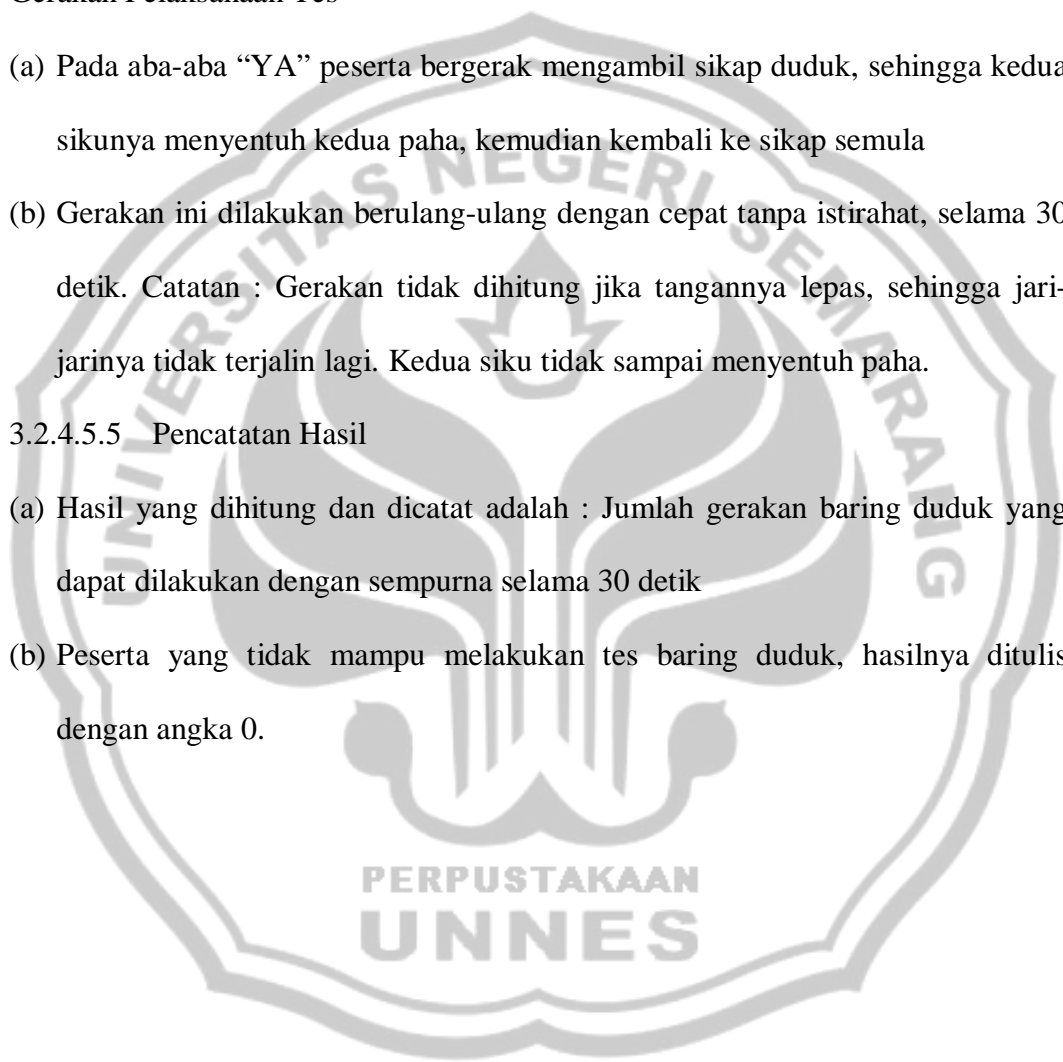 Gerakan Pelaksanaan Tes
(a) Pada aba-aba “YA” peserta bergerak mengambil sikap duduk, sehingga kedua
sikunya menyentuh kedua paha, kemudian kembali ke sikap semula
(b) Gerakan ini dilakukan berulang-ulang dengan cepat tanpa istirahat, selama 30
detik. Catatan : Gerakan tidak dihitung jika tangannya lepas, sehingga jari-
jarinya tidak terjalin lagi. Kedua siku tidak sampai menyentuh paha.
3.2.4.5.5 Pencatatan Hasil
(a) Hasil yang dihitung dan dicatat adalah : Jumlah gerakan baring duduk yang
dapat dilakukan dengan sempurna selama 30 detik
(b) Peserta yang tidak mampu melakukan tes baring duduk, hasilnya ditulis
dengan angka 0.
UNIVERSITAS NEGERI SEMARANG
PERPUSTAKAAN
UNNES